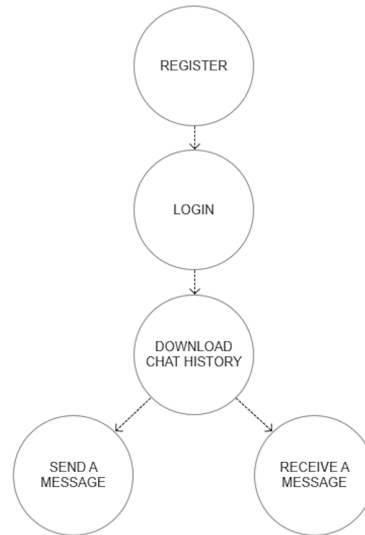 REGISTER
LOGIN
DOWNLOAD
CHAT HISTORY
SEND A
MESSAGE
RECEIVE A
MESSAGE